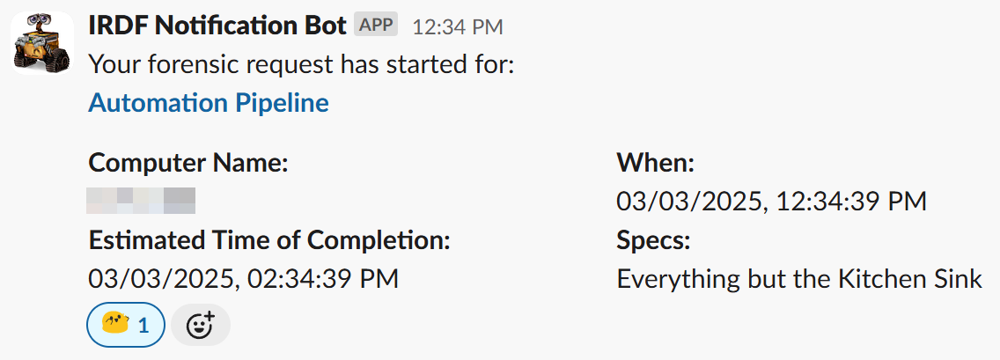 IRDF Notification Bot APP 12:34 PM
Your forensic request has started for:
Automation Pipeline
Computer Name:
When:
03/03/2025, 12:34:39 PM
Estimated Time of Completion:
03/03/2025, 02:34:39 PM
Specs:
Everything but the Kitchen Sink
1